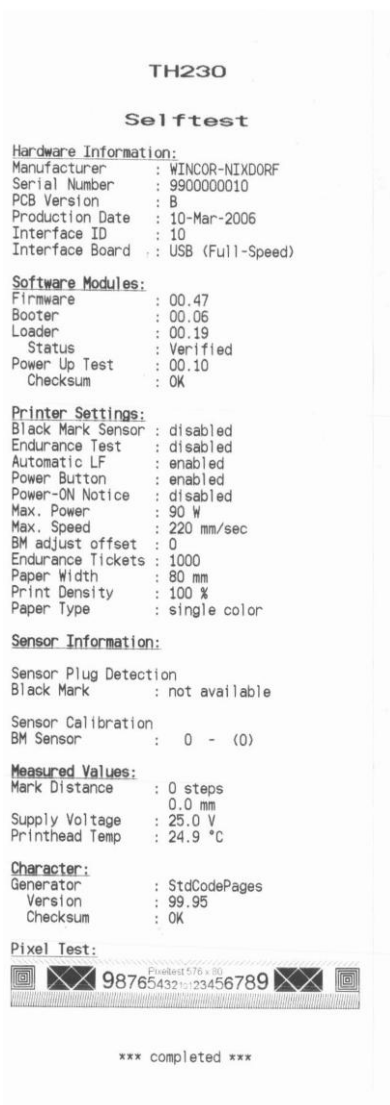 TH230
Selftest
Hardware Information:
Manufacturer : WINCOR-NIXDORF
Serial Number : 9900000010
PCB Version : B
Production Date : 10-Mar-2006
Interface ID : 10
Interface Board : USB (Full-Speed)
Software Modules:
Firmware : 00.47
Booter : 00.06
Loader : 00.19
Status : Verified
Power Up Test : 00.10
Checksum : OK
Printer Settings:
Black Mark Sensor : disabled
Endurance Test : disabled
Automatic LF : enabled
Power Button : enabled
Power-ON Notice : disabled
Max. Power : 90 W
Max. Speed : 220 mm/sec
BM adjust offset : 0
Endurance Tickets : 1000
Paper Width : 80 mm
Print Density : 100 %
Paper Type : single color
Sensor Information:
Sensor Plug Detection
Black Mark : not available
Sensor Calibration
BM Sensor : 0 - (0)
Measured Values:
Mark Distance : 0 steps
0.0 mm
Supply Voltage : 25.0 V
Printhead Temp : 24.9 °C
Character:
Generator : StdCodePages
Version : 99.95
Checksum : OK
Pixel Test:
Pixeltest 576 x 80
9876543210123456789
*** completed ***